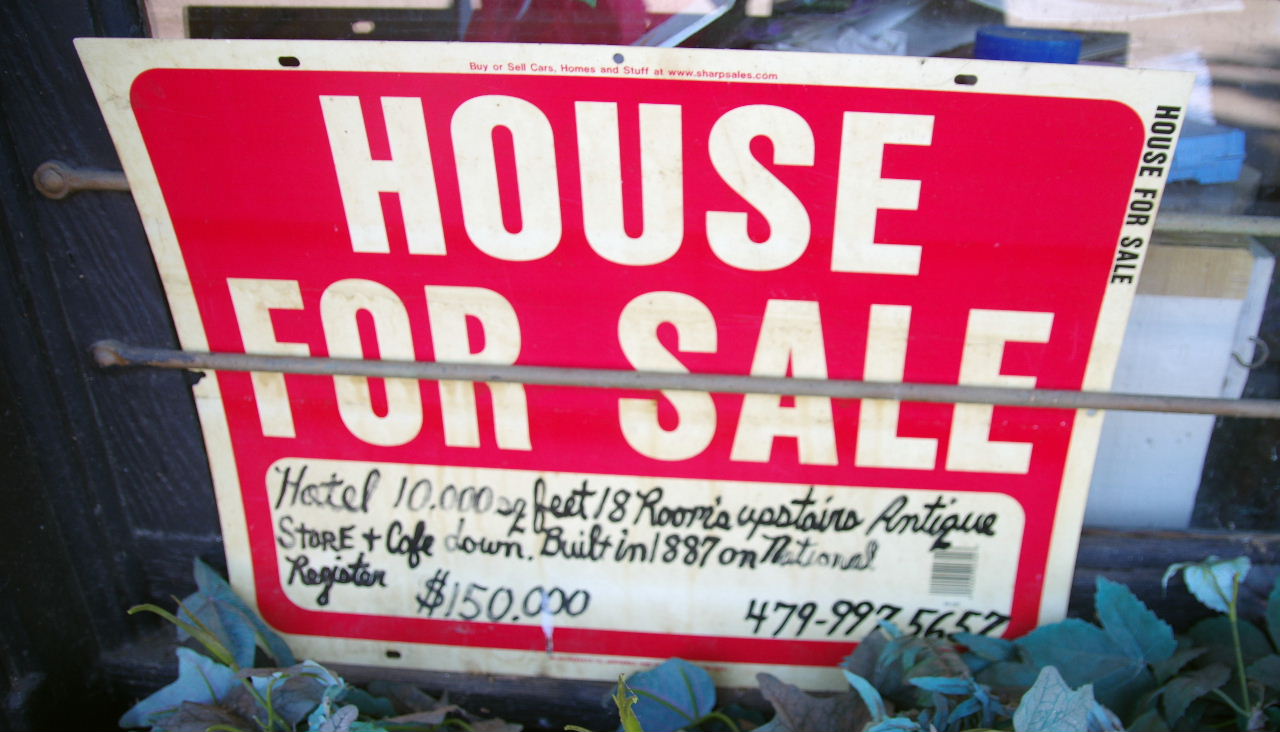 Buy or Sell Cars, Homes and Stuff at www.sharpsales.com
HOUSE FOR SALE
HOUSE
FOR SALE
Hotel 10.000 sq feet 18 Room's upstairs Antique
STORE + Cafe down. Built in 1887 on National
Register
$150.000
479-997-5657